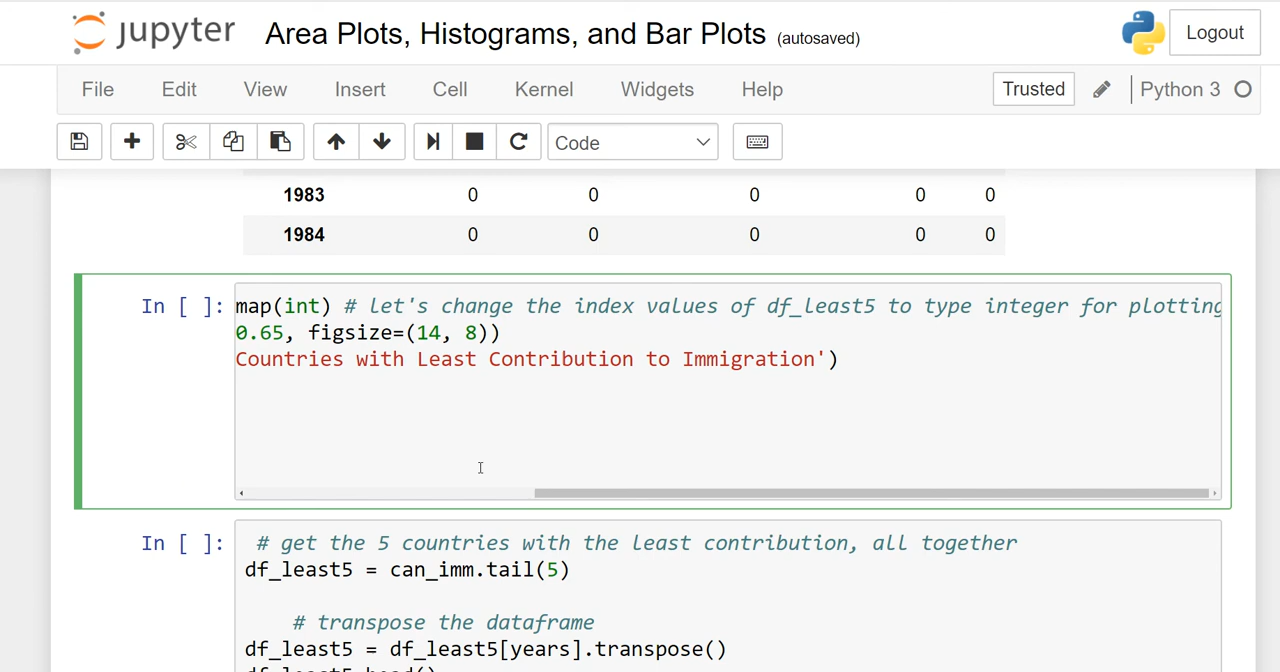 jupyter Area Plots, Histograms, and Bar Plots (autosaved) Logout
File Edit View Insert Cell Kernel Widgets Help Trusted Python 3
Code
1983 0 0 0 0 0
1984 0 0 0 0 0
In [ ]: map(int) # let's change the index values of df_least5 to type integer for plotting
0.65, figsize=(14, 8))
Countries with Least Contribution to Immigration')
In [ ]: # get the 5 countries with the least contribution, all together
df_least5 = can_imm.tail(5)
# transpose the dataframe
df_least5 = df_least5[years].transpose()
df_least5.head()